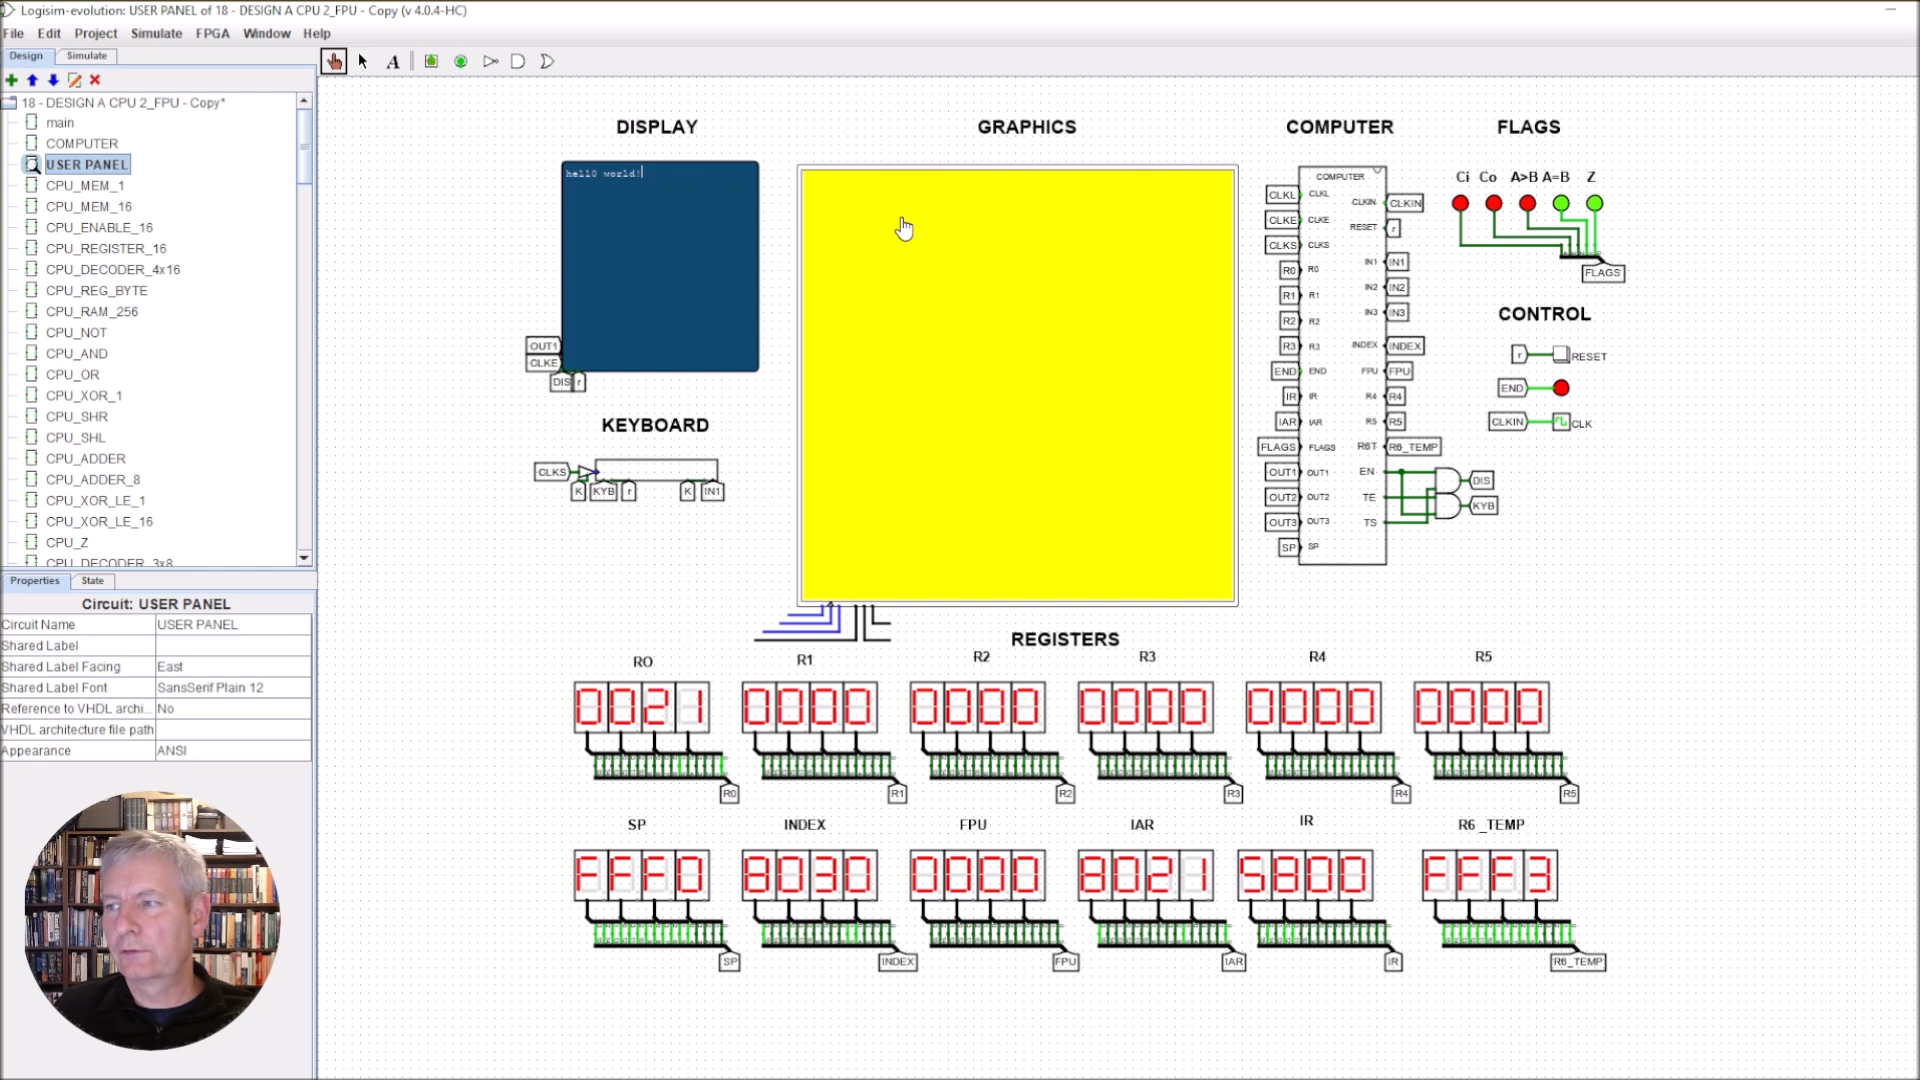 Logisim-evolution: USER PANEL of 18 - DESIGN A CPU 2_FPU - Copy (v 4.0.4-HC)
File Edit Project Simulate FPGA Window Help
Design Simulate
A
18 - DESIGN A CPU 2_FPU - Copy*
main
COMPUTER
USER PANEL
CPU_MEM_1
CPU_MEM_16
CPU_ENABLE_16
CPU_REGISTER_16
CPU_DECODER_4x16
CPU_REG_BYTE
CPU_RAM_256
CPU_NOT
CPU_AND
CPU_OR
CPU_XOR_1
CPU_SHR
CPU_SHL
CPU_ADDER
CPU_ADDER_8
CPU_XOR_LE_1
CPU_XOR_LE_16
CPU_Z
CPU_DECODER_3x8
Properties State
Circuit: USER PANEL
Circuit Name USER PANEL
Shared Label
Shared Label Facing East
Shared Label Font SansSerif Plain 12
Reference to VHDL archi... No
VHDL architecture file path
Appearance ANSI
DISPLAY
hello world!
OUT1
CLKE
DIS r
KEYBOARD
CLKS
K KYB r K IN1
GRAPHICS
COMPUTER
COMPUTER
CLKL CLKL CLKIN CLKIN
CLKE CLKE RESET r
CLKS CLKS
R0 R0 IN1 IN1
R1 R1 IN2 IN2
R2 R2 IN3 IN3
R3 R3 INDEX INDEX
END END FPU FPU
IR IR R4 R4
IAR IAR R5 R5
FLAGS FLAGS R6T R6_TEMP
OUT1 OUT1 EN DIS
OUT2 OUT2 TE KYB
OUT3 OUT3 TS
SP SP
FLAGS
Ci Co A>B A=B Z
FLAGS
CONTROL
r RESET
END
CLKIN CLK
REGISTERS
R0 R1 R2 R3 R4 R5
0021 0000 0000 0000 0000 0000
R0 R1 R2 R3 R4 R5
SP INDEX FPU IAR IR R6 _TEMP
FFF0 8030 0000 8021 5800 FFF3
SP INDEX FPU IAR IR R6_TEMP